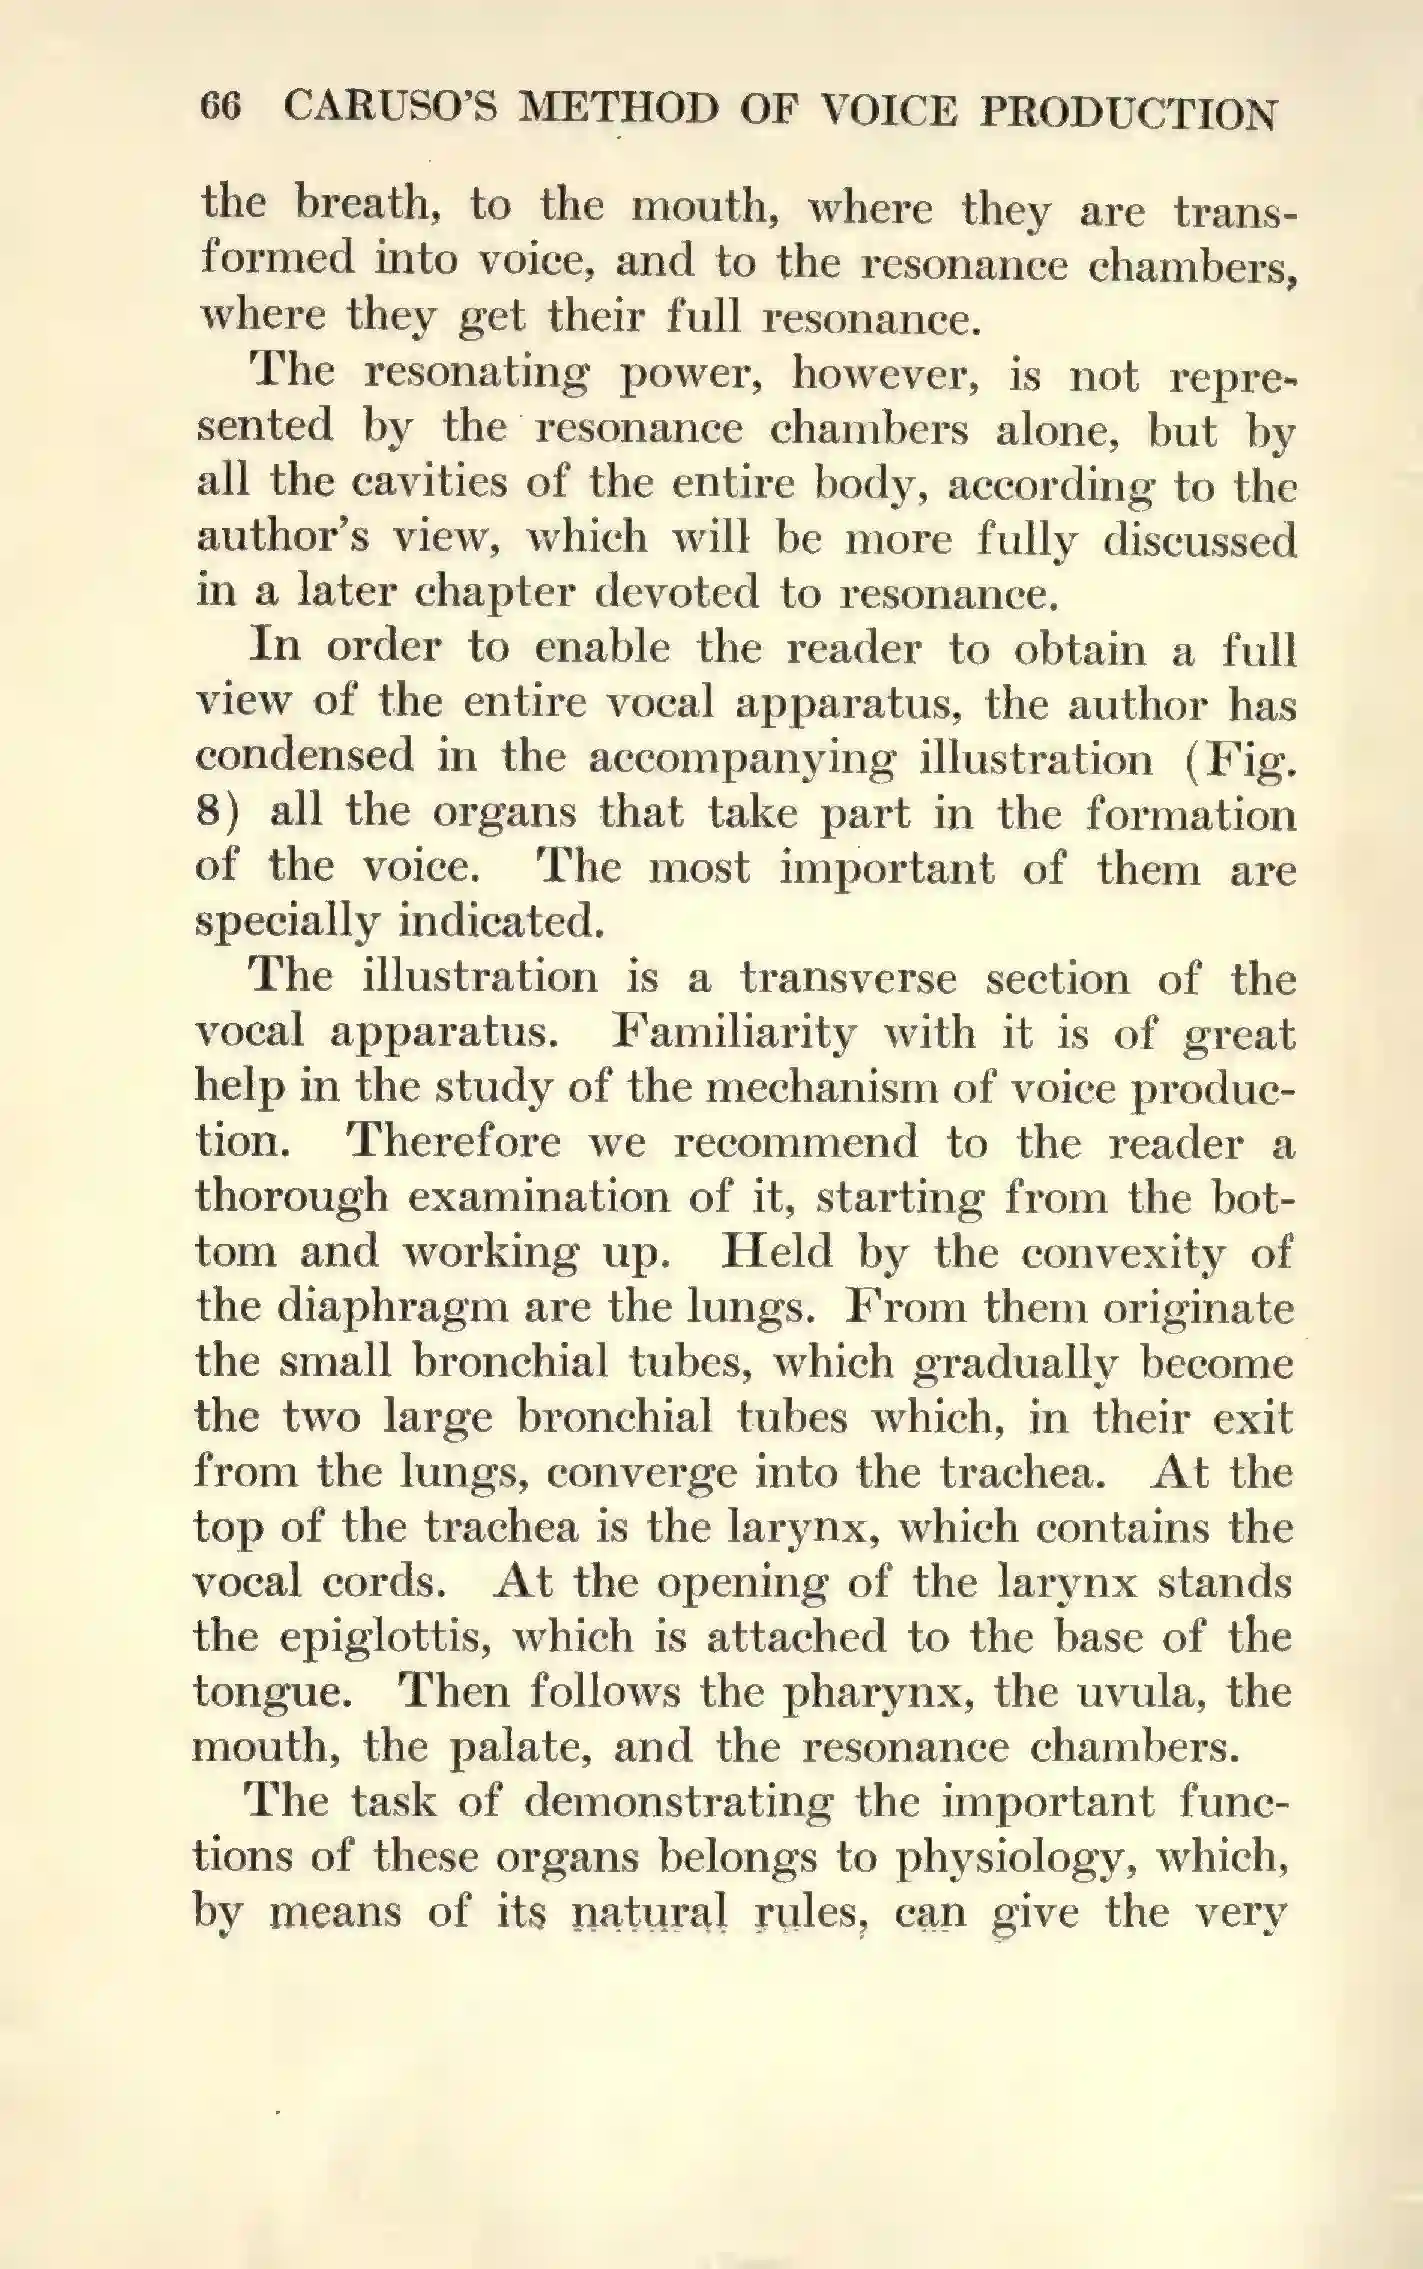 66 CARUSO'S METHOD OF VOICE PRODUCTION
the breath, to the mouth, where they are trans-
formed into voice, and to the resonance chambers,
where they get their full resonance.
The resonating power, however, is not repre-
sented by the resonance chambers alone, but by
all the cavities of the entire body, according to the
author's view, which will be more fully discussed
in a later chapter devoted to resonance.
In order to enable the reader to obtain a full
view of the entire vocal apparatus, the author has
condensed in the accompanying illustration (Fig.
8) all the organs that take part in the formation
of the voice. The most important of them are
specially indicated.
The illustration is a transverse section of the
vocal apparatus. Familiarity with it is of great
help in the study of the mechanism of voice produc-
tion. Therefore we recommend to the reader a
thorough examination of it, starting from the bot-
tom and working up. Held by the convexity of
the diaphragm are the lungs. From them originate
the small bronchial tubes, which gradually become
the two large bronchial tubes which, in their exit
from the lungs, converge into the trachea. At the
top of the trachea is the larynx, which contains the
vocal cords. At the opening of the larynx stands
the epiglottis, which is attached to the base of the
tongue. Then follows the pharynx, the uvula, the
mouth, the palate, and the resonance chambers.
The task of demonstrating the important func-
tions of these organs belongs to physiology, which,
by means of its natural rules, can give the very